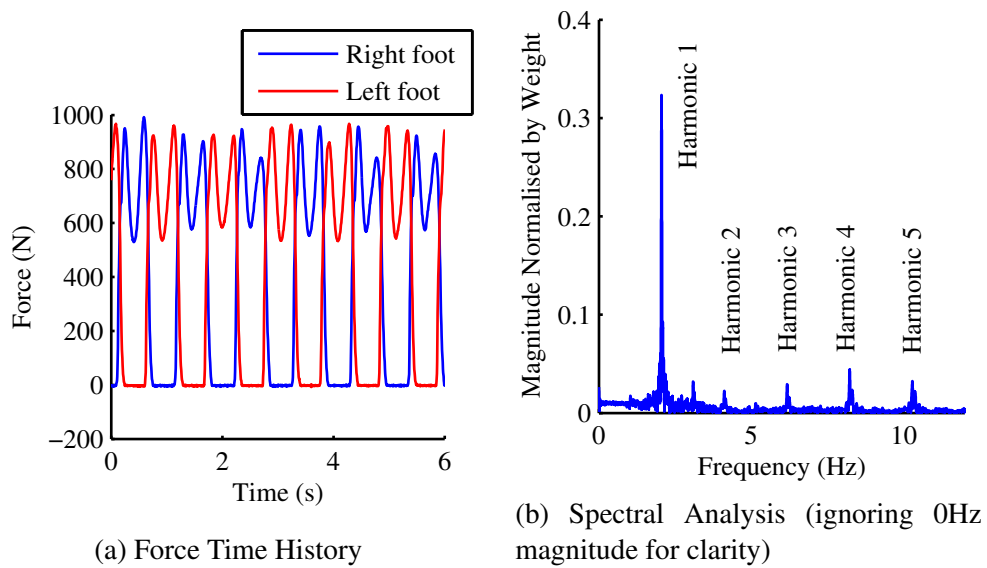 Right foot
Left foot
1000
800
600
400
200
0
−200
0
2
4
6
Force (N)
Time (s)
(a) Force Time History
0.4
0.3
0.2
0.1
0
0
5
10
Magnitude Normalised by Weight
Harmonic 1
Harmonic 2
Harmonic 3
Harmonic 4
Harmonic 5
Frequency (Hz)
(b) Spectral Analysis (ignoring 0Hz
magnitude for clarity)